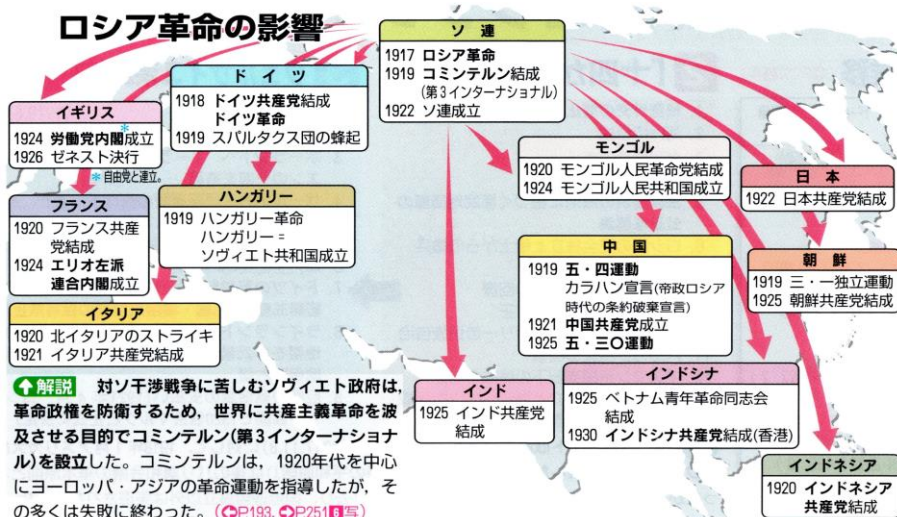 ロシア革命の影響
ソ連
1917 ロシア革命
1919 コミンテルン結成
(第3インターナショナル)
1922 ソ連成立
ドイツ
1918 ドイツ共産党結成
ドイツ革命
1919 スパルタクス団の蜂起
イギリス
1924 労働党内閣*成立
1926 ゼネスト決行
*自由党と連立。
フランス
1920 フランス共産
党結成
1924 エリオ左派
連合内閣成立
ハンガリー
1919 ハンガリー革命
ハンガリー=
ソヴィエト共和国成立
イタリア
1920 北イタリアのストライキ
1921 イタリア共産党結成
モンゴル
1920 モンゴル人民革命党結成
1924 モンゴル人民共和国成立
日本
1922 日本共産党結成
中国
1919 五・四運動
カラハン宣言(帝政ロシア
時代の条約破棄宣言)
1921 中国共産党成立
1925 五・三〇運動
朝鮮
1919 三・一独立運動
1925 朝鮮共産党結成
インド
1925 インド共産党
結成
インドシナ
1925 ベトナム青年革命同志会
結成
1930 インドシナ共産党結成(香港)
インドネシア
1920 インドネシア
共産党結成
↑解説 対ソ干渉戦争に苦しむソヴィエト政府は,
革命政権を防衛するため,世界に共産主義革命を波
及させる目的でコミンテルン(第3インターナショナ
ル)を設立した。コミンテルンは,1920年代を中心
にヨーロッパ・アジアの革命運動を指導したが,そ
の多くは失敗に終わった。(←P193, →P251 6 写)